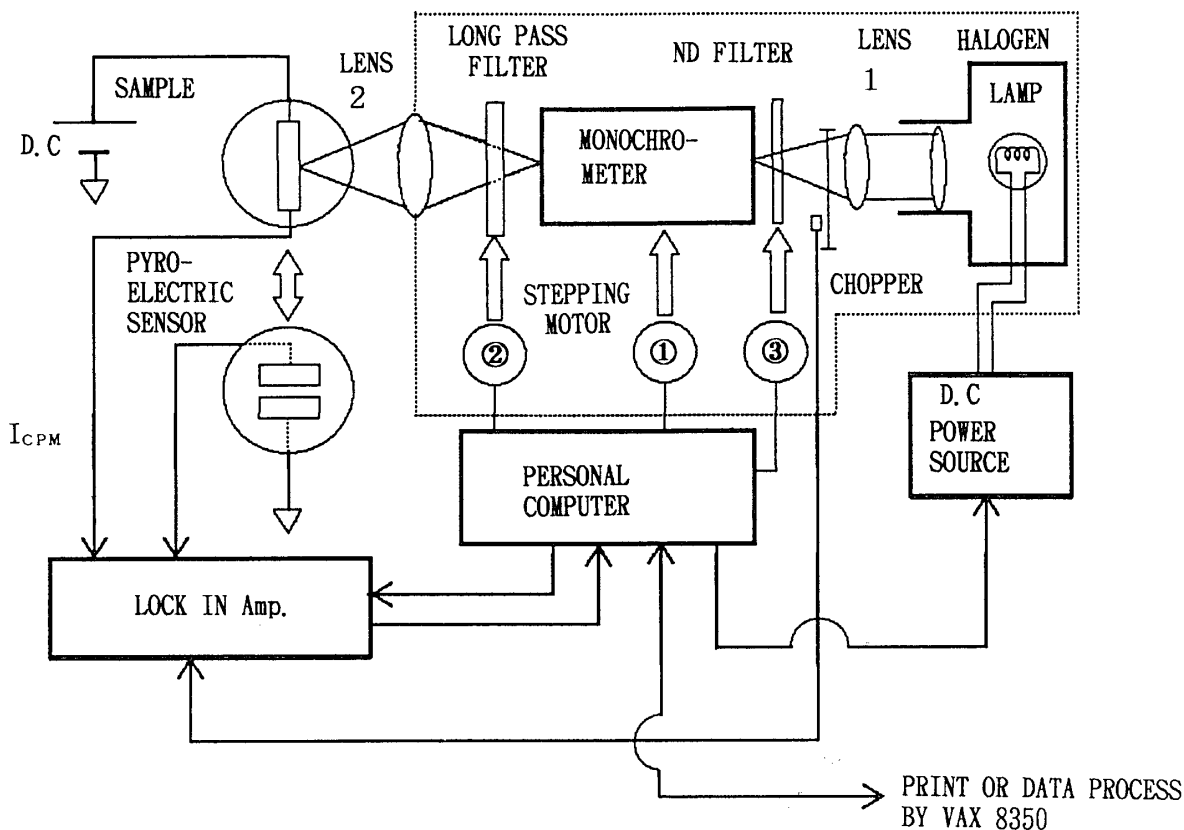 LONG PASS
FILTER
ND FILTER
LENS
1
HALOGEN
LAMP
LENS
2
SAMPLE
D.C
MONOCHRO-
METER
PYRO-
ELECTRIC
SENSOR
STEPPING
MOTOR
CHOPPER
②
①
③
D.C
POWER
SOURCE
ICPM
PERSONAL
COMPUTER
LOCK IN Amp.
PRINT OR DATA PROCESS
BY VAX 8350